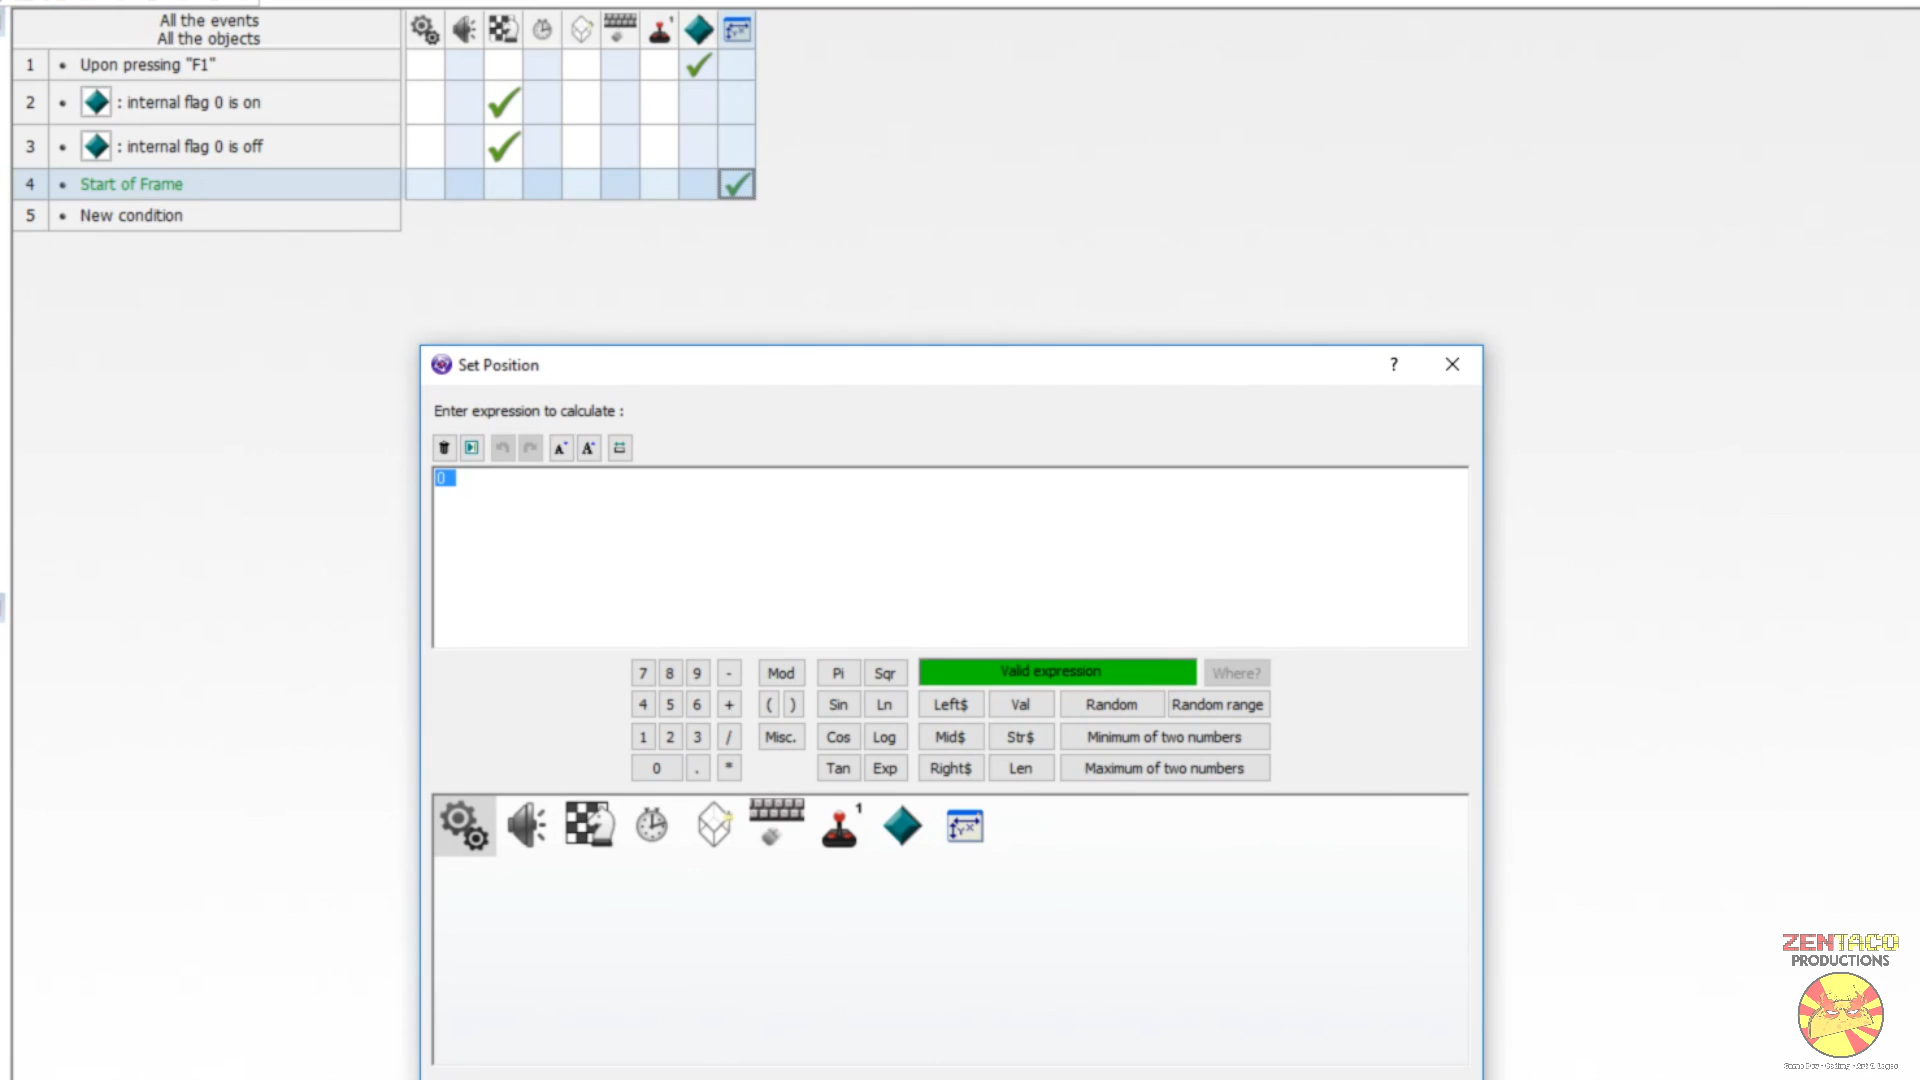 All the events
All the objects
1 • Upon pressing "F1"
2 • : internal flag 0 is on
3 • : internal flag 0 is off
4 • Start of Frame
5 • New condition
Set Position
?
Enter expression to calculate :
A A
0
7 8 9 - Mod Pi Sqr Valid expression Where?
4 5 6 + ( ) Sin Ln Left$ Val Random Random range
1 2 3 / Misc. Cos Log Mid$ Str$ Minimum of two numbers
0 . * Tan Exp Right$ Len Maximum of two numbers
1
Y X
ZENTACO
PRODUCTIONS